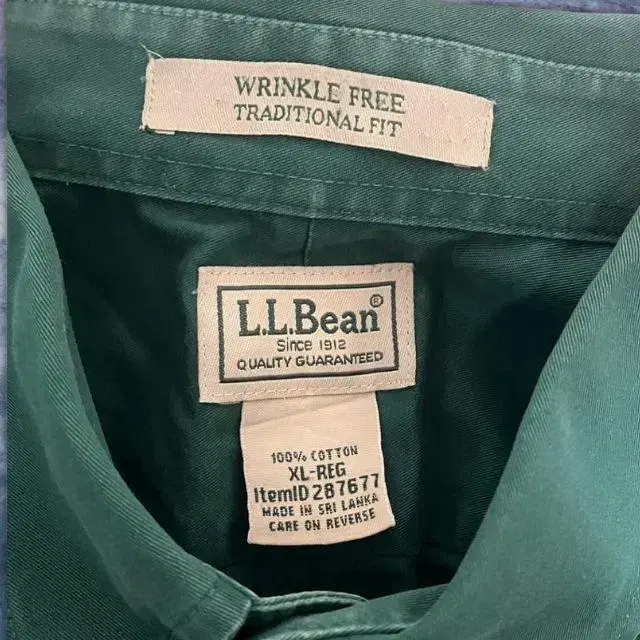 WRINKLE FREE
TRADITIONAL FIT
L.L.Bean®
Since 1912
QUALITY GUARANTEED
100% COTTON
XL-REG
ItemID 287677
MADE IN SRI LANKA
CARE ON REVERSE